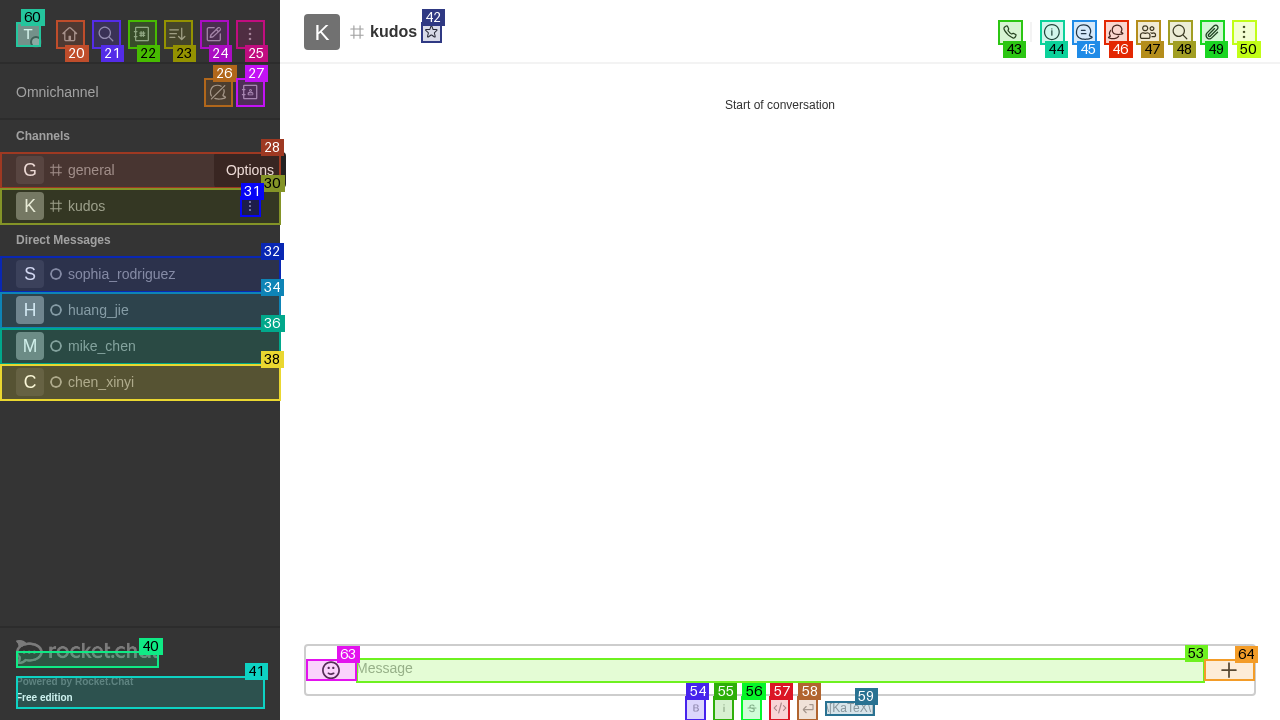 60
T
20
21
22
23
24
25
Omnichannel
26
27
Channels
28
G general
Options
30
K kudos
31
Direct Messages
32
S sophia_rodriguez
34
H huang_jie
36
M mike_chen
38
C chen_xinyi
40
rocket.chat
41
Powered by Rocket.Chat
Free edition
K kudos
42
43
44
45
46
47
48
49
50
Start of conversation
63
Message
53
64
54
55
56
57
58
59
B
i
S
</>
\[KaTeX\]